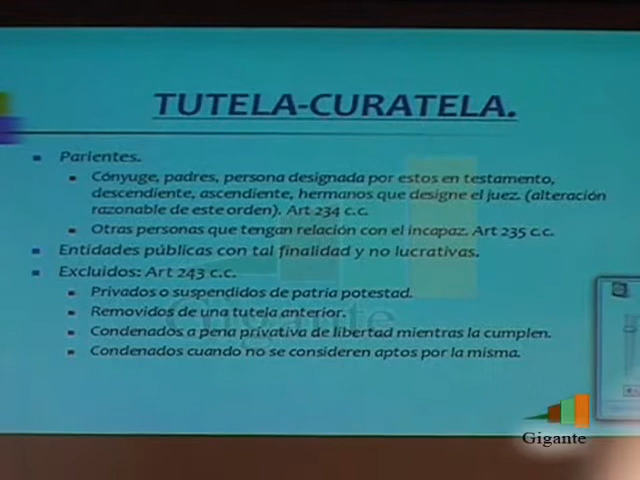 TUTELA-CURATELA.
Parientes.
Cónyuge, padres, persona designada por estos en testamento,
descendiente, ascendiente, hermanos que designe el juez. (alteración
razonable de este orden). Art 234 c.c.
Otras personas que tengan relación con el incapaz. Art 235 c.c.
Entidades públicas con tal finalidad y no lucrativas.
Excluidos: Art 243 c.c.
Privados o suspendidos de patria potestad.
Removidos de una tutela anterior.
Condenados a pena privativa de libertad mientras la cumplen.
Condenados cuando no se consideren aptos por la misma.
Gigante
Gigante